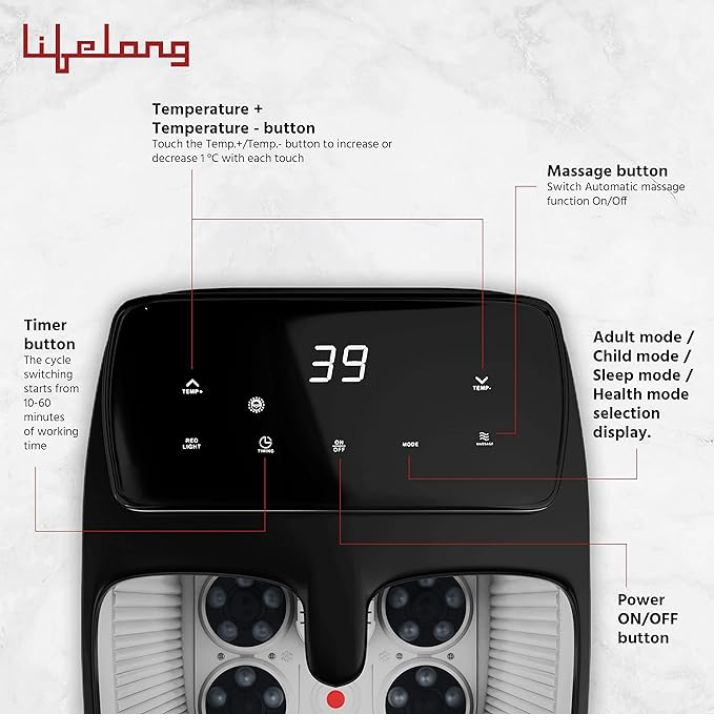 Lifelong
Temperature +
Temperature - button
Touch the Temp.+/Temp.- button to increase or
decrease 1 °C with each touch
Massage button
Switch Automatic massage
function On/Off
Timer
button
The cycle
switching
starts from
10-60
minutes
of working
time
Adult mode /
Child mode /
Sleep mode /
Health mode
selection
display.
39
TEMP+
TEMP-
RED
LIGHT
TIMING
ON
OFF
MODE
MASSAGE
Power
ON/OFF
button